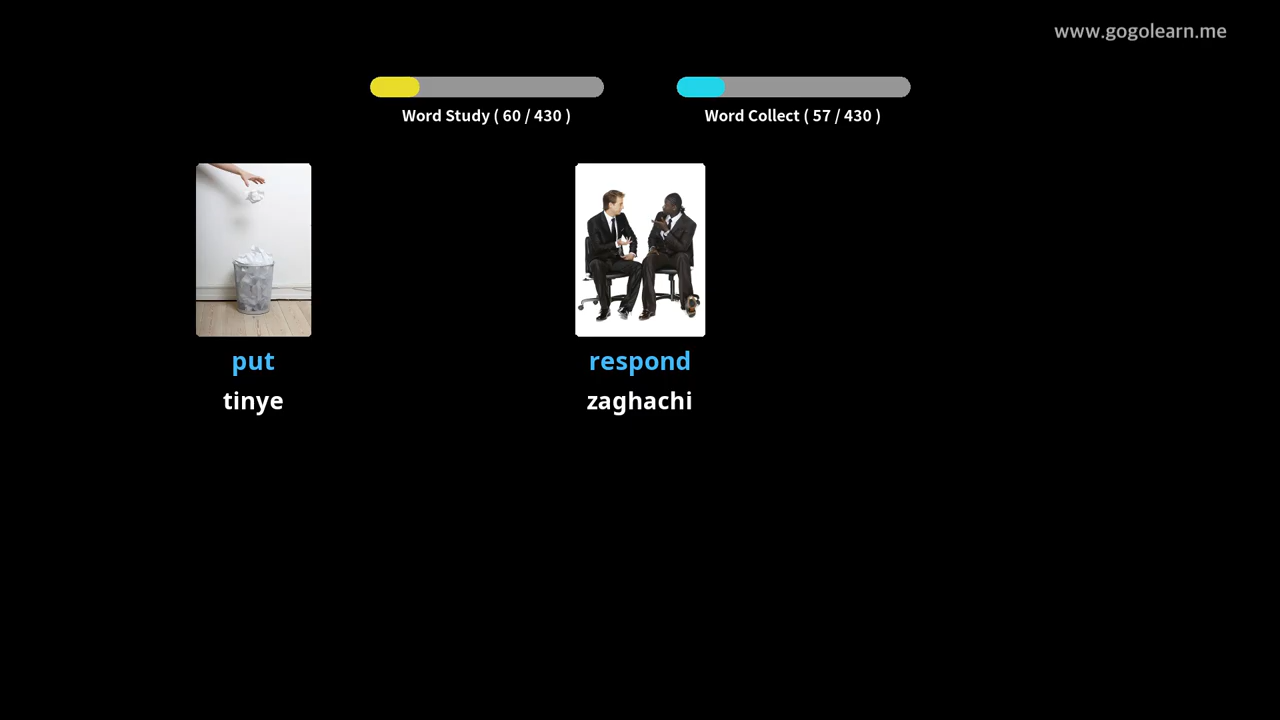 www.gogolearn.me
Word Study ( 60 / 430 )
Word Collect ( 57 / 430 )
put
tinye
respond
zaghachi